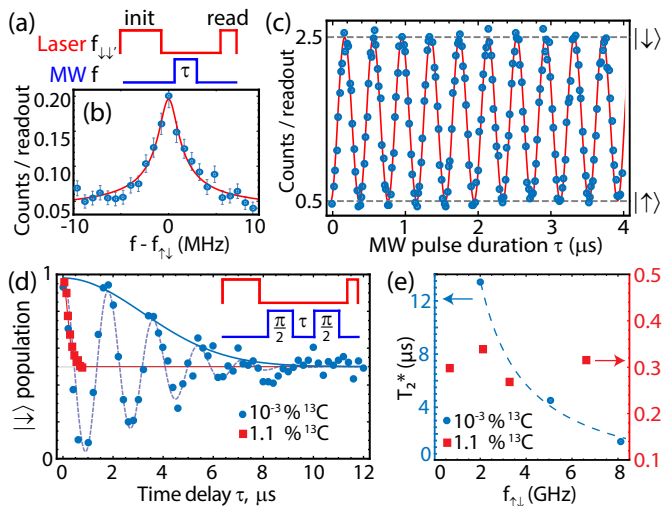 (a)
init
read
Laser f↓↓′
MW f
τ
(b)
Counts / readout
0.20
0.15
0.10
0.05
-10
0
10
f - f↑↓ (MHz)
(c)
Counts / readout
2.5
0.5
|↓⟩
|↑⟩
0
1
2
3
4
MW pulse duration τ (μs)
(d)
|↓⟩ population
1
0
π/2 τ π/2
10⁻³ % ¹³C
1.1 % ¹³C
0 2 4 6 8 10 12
Time delay τ, μs
(e)
T₂* (μs)
12
8
4
0
0.5
0.4
0.3
0.2
0.1
10⁻³ % ¹³C
1.1 % ¹³C
0 2 4 6 8
f↑↓ (GHz)